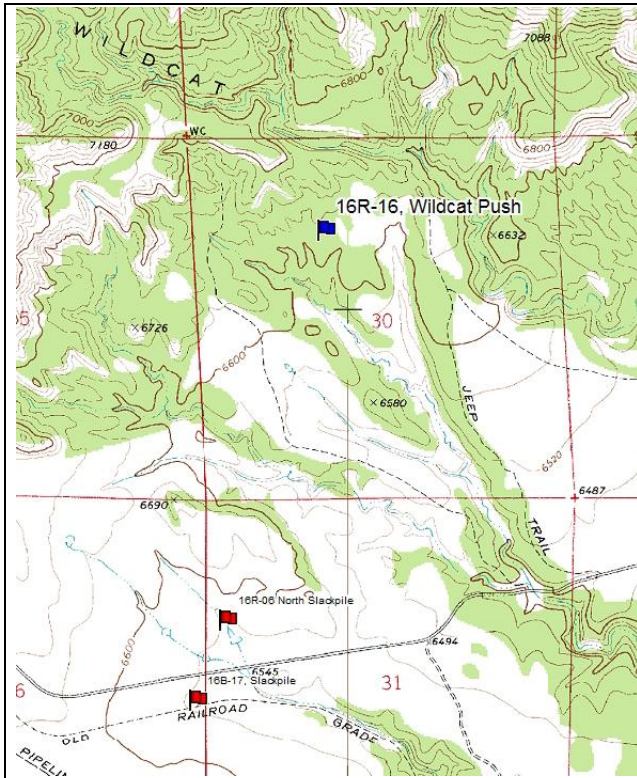 7088
WILDCAT
6800
7000
WC
7180
6800
16R-16, Wildcat Push
6632
30
6726
6600
6580
JEEP
6520
6487
6690
TRAIL
16R-06 North Slackpile
6494
6600
6545
16B-17, Slackpile
31
6
RAILROAD
OLD
GRADE
PIPELIN